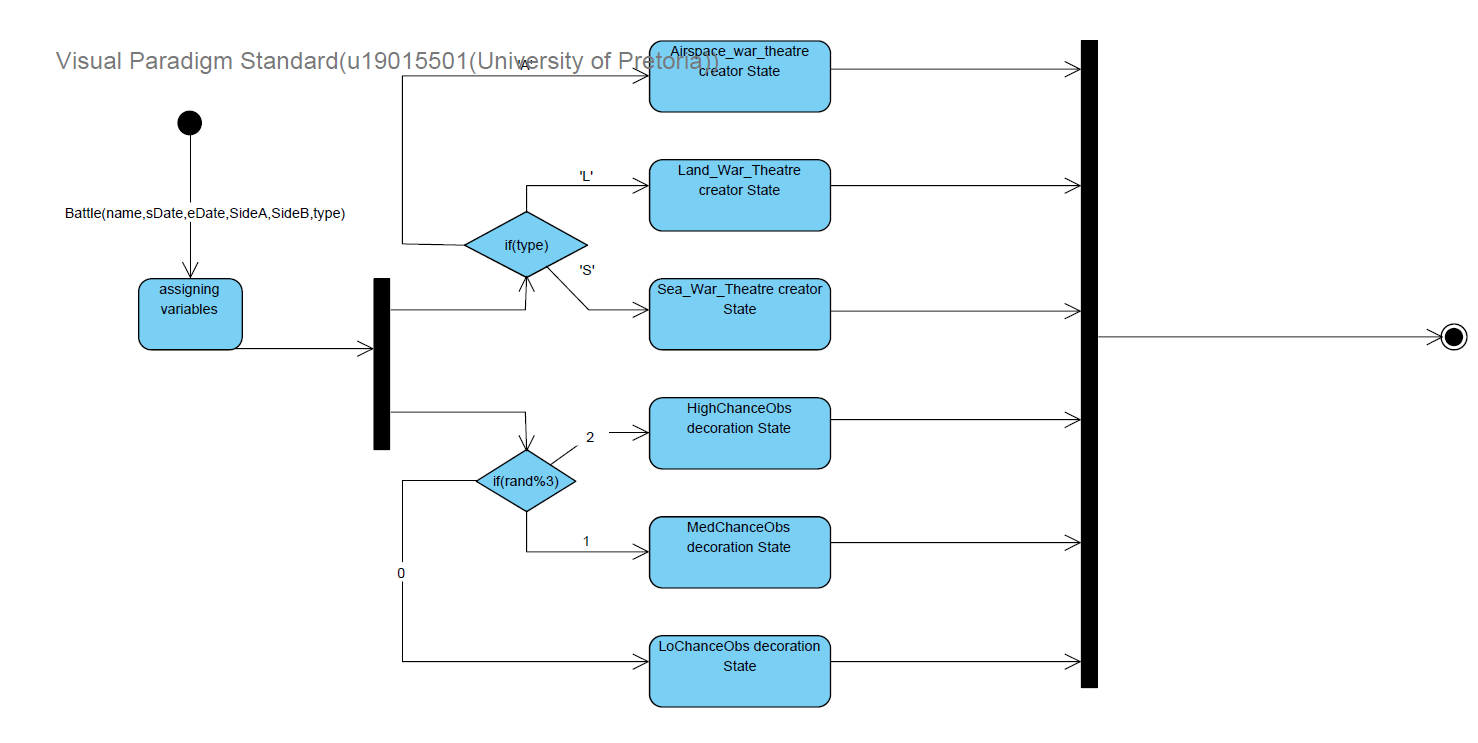 Visual Paradigm Standard(u19015501(University of Pretoria))
Airspace_war_theatre
creator State
'A'
Land_War_Theatre
creator State
'L'
Battle(name,sDate,eDate,SideA,SideB,type)
if(type)
'S'
assigning
variables
Sea_War_Theatre creator
State
HighChanceObs
decoration State
2
if(rand%3)
MedChanceObs
decoration State
1
0
LoChanceObs decoration
State